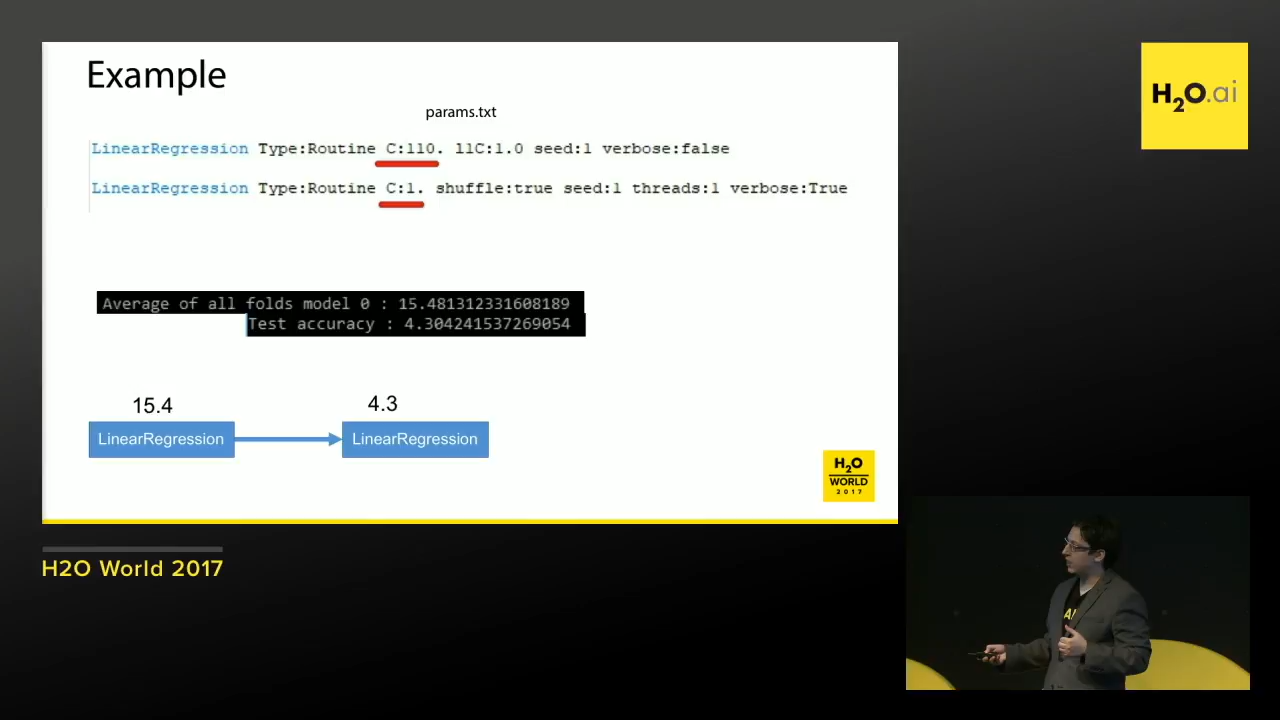 Example
params.txt
LinearRegression Type:Routine C:110. l1C:1.0 seed:1 verbose:false
LinearRegression Type:Routine C:1. shuffle:true seed:1 threads:1 verbose:True
Average of all folds model 0 : 15.481312331608189
Test accuracy : 4.304241537269054
15.4
4.3
LinearRegression
LinearRegression
H2O
WORLD
2017
H2O.ai
H2O World 2017
AI